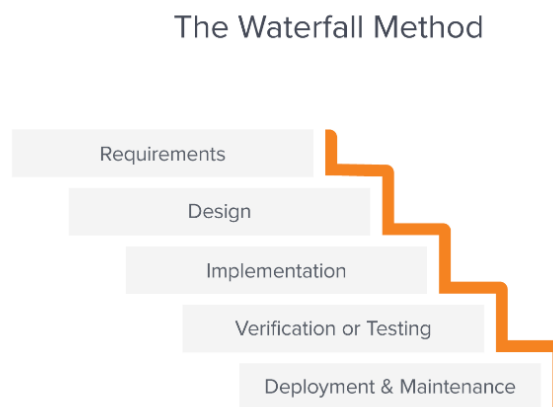 The Waterfall Method
Requirements
Design
Implementation
Verification or Testing
Deployment & Maintenance